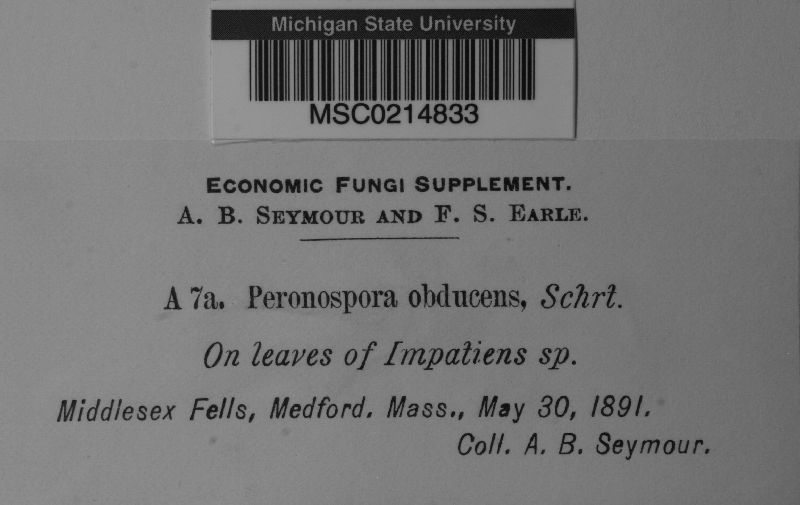 Michigan State University
MSC0214833
ECONOMIC FUNGI SUPPLEMENT.
A. B. SEYMOUR AND F. S. EARLE.
A 7a. Peronospora obducens, Schrt.
On leaves of Impatiens sp.
Middlesex Fells, Medford. Mass., May 30, 1891.
Coll. A. B. Seymour.